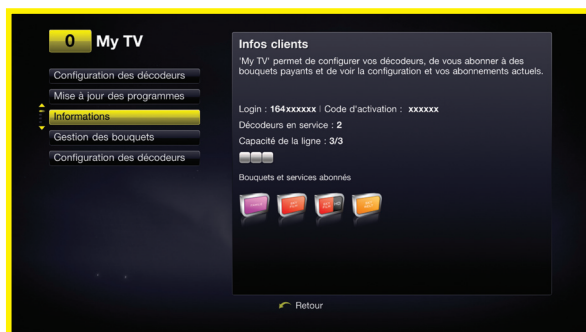 0 My TV
Configuration des décodeurs
Mise à jour des programmes
Informations
Gestion des bouquets
Configuration des décodeurs
Infos clients
'My TV' permet de configurer vos décodeurs, de vous abonner à des
bouquets payants et de voir la configuration et vos abonnements actuels.
Login : 164xxxxxx | Code d'activation : xxxxxx
Décodeurs en service : 2
Capacité de la ligne : 3/3
Bouquets et services abonnés
Retour